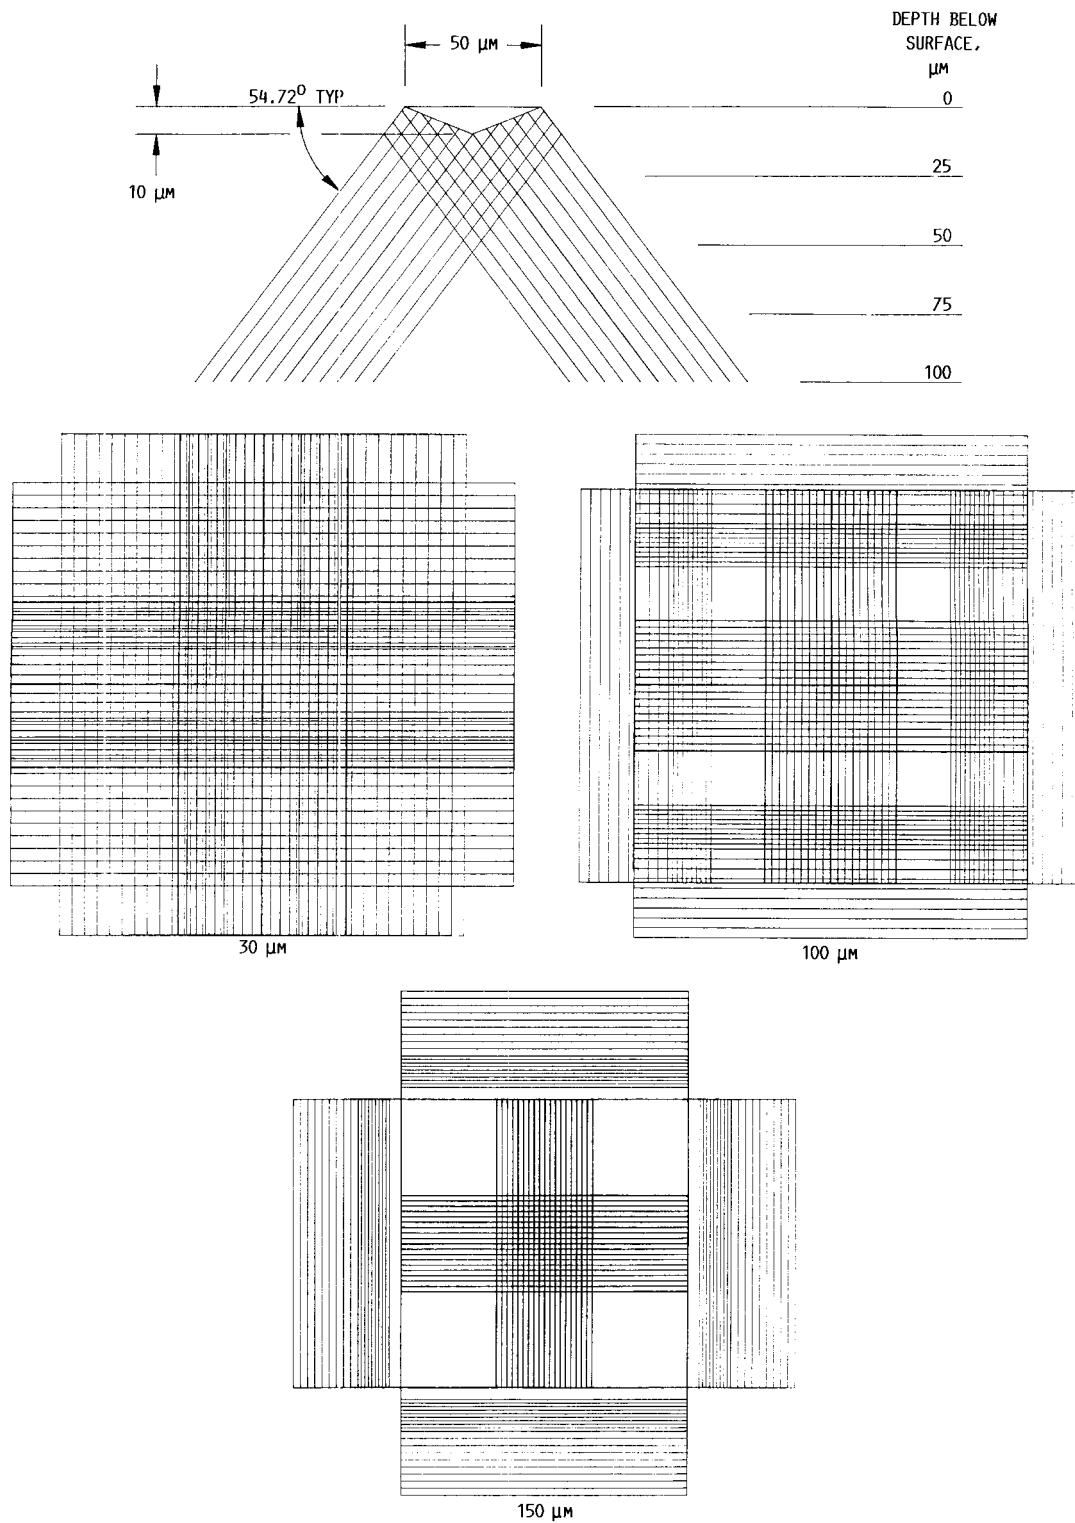 DEPTH BELOW
SURFACE,
µM
50 µM
54.72⁰ TYP
0
10 µM
25
50
75
100
30 µM
100 µM
150 µM